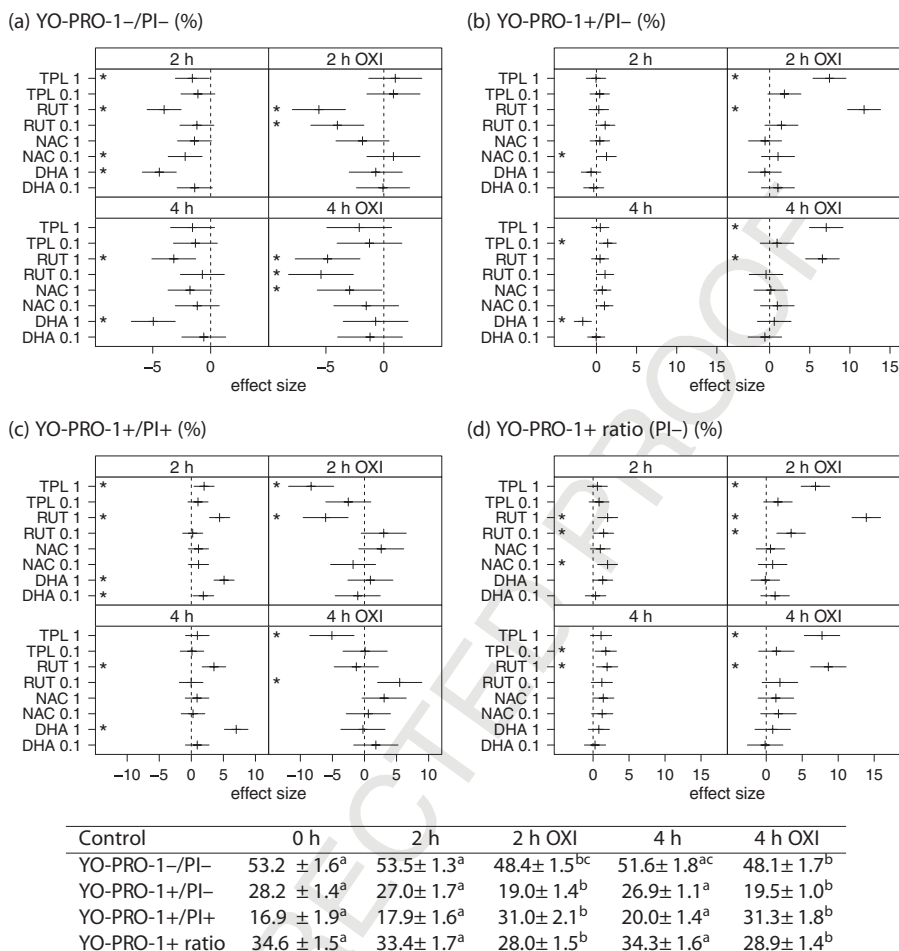 (a) YO-PRO-1−/PI− (%)
2 h
2 h OXI
TPL 1 *
TPL 0.1
RUT 1 * *
RUT 0.1 *
NAC 1
NAC 0.1 *
DHA 1 *
DHA 0.1
4 h
4 h OXI
TPL 1
TPL 0.1
RUT 1 * *
RUT 0.1 *
NAC 1 *
NAC 0.1
DHA 1 *
DHA 0.1
−5 0 −5 0
effect size
(b) YO-PRO-1+/PI− (%)
2 h
2 h OXI
TPL 1 *
TPL 0.1
RUT 1 *
RUT 0.1
NAC 1
NAC 0.1 *
DHA 1
DHA 0.1
4 h
4 h OXI
TPL 1 *
TPL 0.1 *
RUT 1 *
RUT 0.1
NAC 1
NAC 0.1
DHA 1 *
DHA 0.1
0 5 10 15 0 5 10 15
effect size
(c) YO-PRO-1+/PI+ (%)
2 h
2 h OXI
TPL 1 * *
TPL 0.1
RUT 1 * *
RUT 0.1
NAC 1
NAC 0.1
DHA 1 *
DHA 0.1 *
4 h
4 h OXI
TPL 1 *
TPL 0.1
RUT 1 *
RUT 0.1 *
NAC 1
NAC 0.1
DHA 1 *
DHA 0.1
−10 −5 0 5 10 −10 −5 0 5 10
effect size
(d) YO-PRO-1+ ratio (PI−) (%)
2 h
2 h OXI
TPL 1 *
TPL 0.1
RUT 1 * *
RUT 0.1 * *
NAC 1
NAC 0.1 *
DHA 1
DHA 0.1
4 h
4 h OXI
TPL 1 *
TPL 0.1 *
RUT 1 * *
RUT 0.1
NAC 1
NAC 0.1
DHA 1
DHA 0.1
0 5 10 15 0 5 10 15
effect size
Control 0 h 2 h 2 h OXI 4 h 4 h OXI
YO-PRO-1−/PI− 53.2 ± 1.6a 53.5± 1.3a 48.4± 1.5bc 51.6± 1.8ac 48.1± 1.7b
YO-PRO-1+/PI− 28.2 ± 1.4a 27.0± 1.7a 19.0± 1.4b 26.9± 1.1a 19.5± 1.0b
YO-PRO-1+/PI+ 16.9 ± 1.9a 17.9± 1.6a 31.0± 2.1b 20.0± 1.4a 31.3± 1.8b
YO-PRO-1+ ratio 34.6 ± 1.5a 33.4± 1.7a 28.0± 1.5b 34.3± 1.6a 28.9± 1.4b
RECTED PROOF